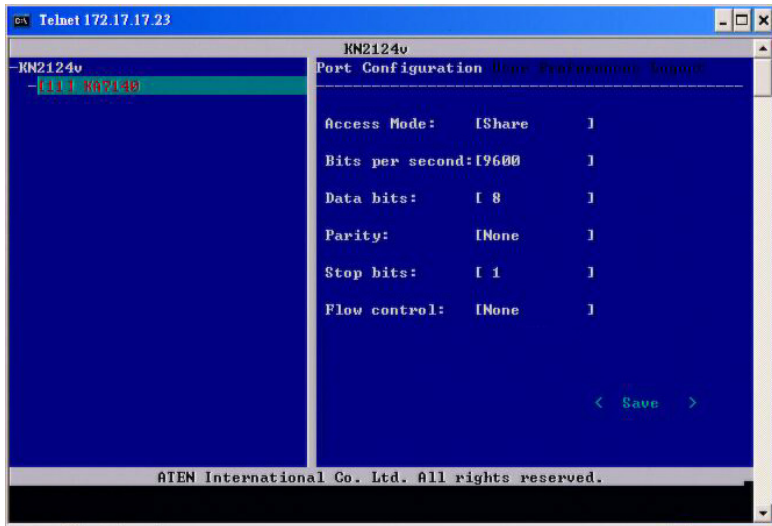 Telnet 172.17.17.23
KN2124v
-KN2124v
-[11] KA7140
Port Configuration
Access Mode: [Share ]
Bits per second:[9600 ]
Data bits: [ 8 ]
Parity: [None ]
Stop bits: [ 1 ]
Flow control: [None ]
< Save >
ATEN International Co. Ltd. All rights reserved.